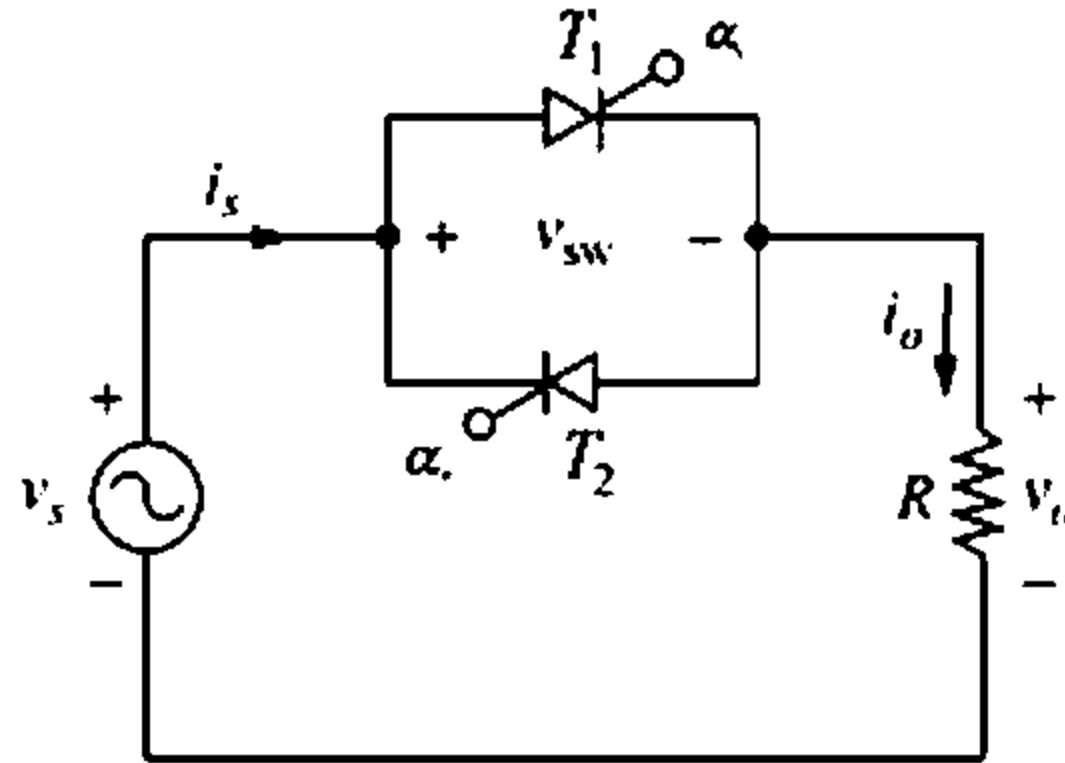 T1 α
is
+ vsw −
io
+ +
α. T2
vs R v
− −